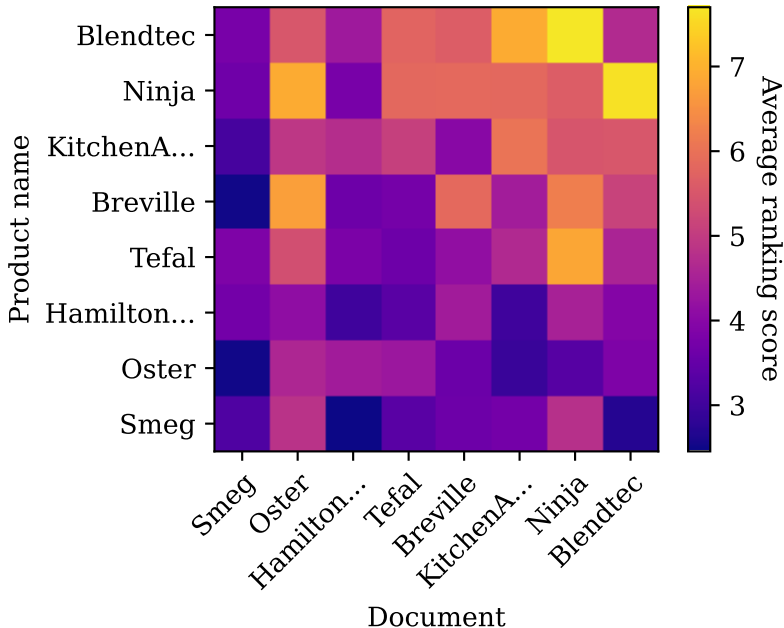 Blendtec
Ninja
KitchenA...
Breville
Tefal
Hamilton...
Oster
Smeg
Product name
Smeg
Oster
Hamilton...
Tefal
Breville
KitchenA...
Ninja
Blendtec
Document
7
6
5
4
3
Average ranking score